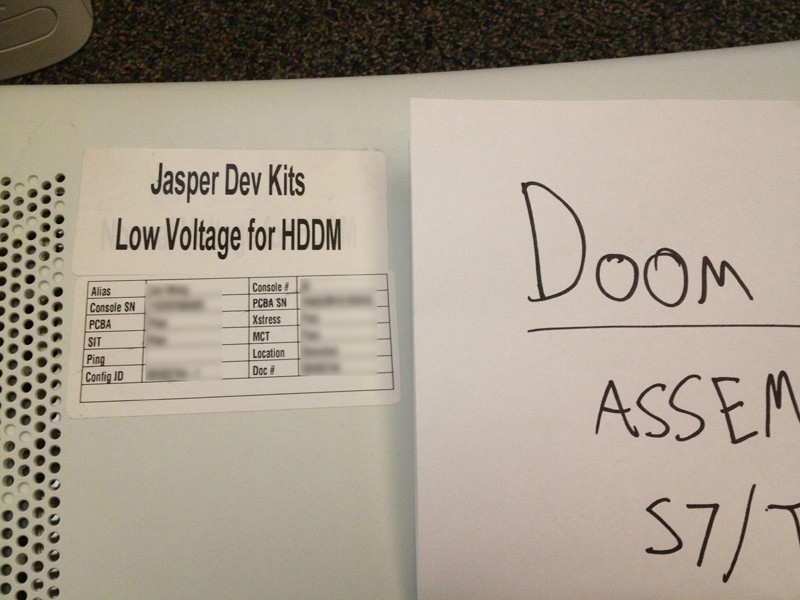 Jasper Dev Kits
Low Voltage for HDDM
Alias Console #
Console SN PCBA SN
PCBA Xstress
SIT MCT
Ping Location
Config ID Doc #
DOOM
ASSEM
S7/T